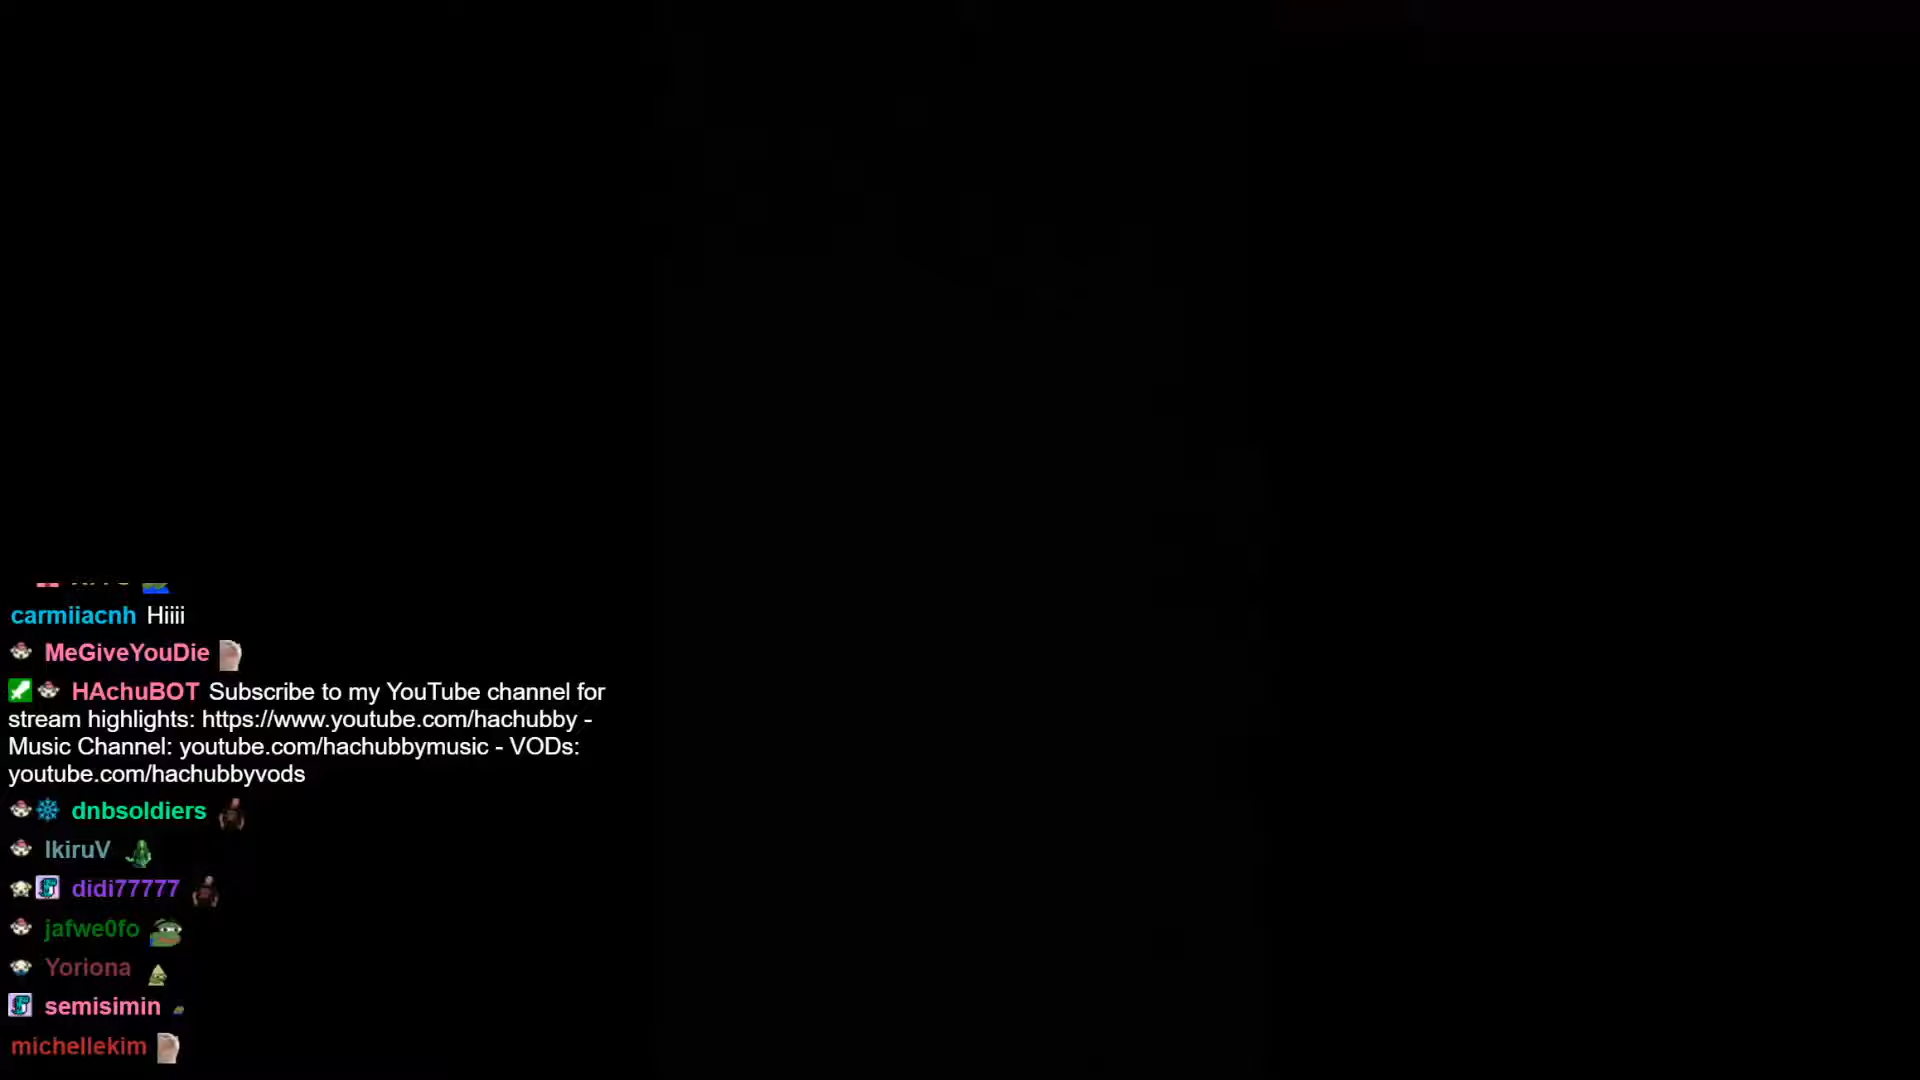 carmiiacnh Hiiii
MeGiveYouDie
HAchuBOT Subscribe to my YouTube channel for
stream highlights: https://www.youtube.com/hachubby -
Music Channel: youtube.com/hachubbymusic - VODs:
youtube.com/hachubbyvods
dnbsoldiers
IkiruV
didi77777
jafwe0fo
Yoriona
semisimin
michellekim